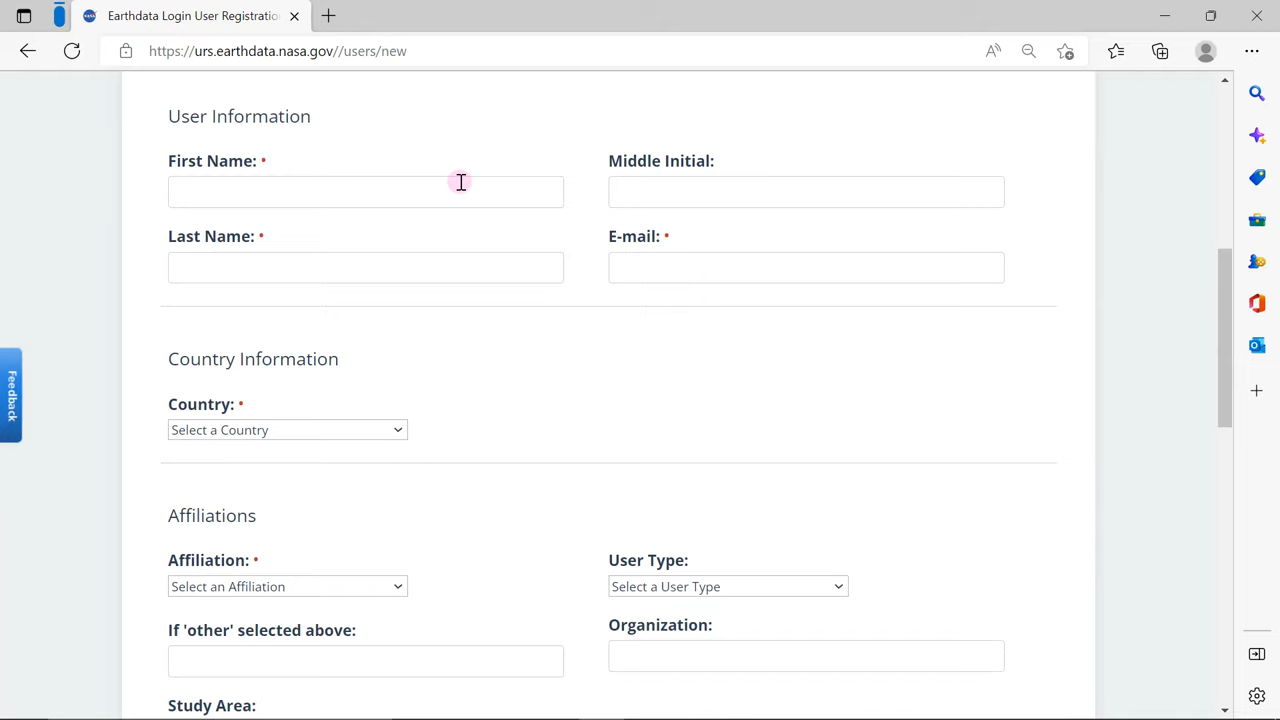 Earthdata Login User Registratio
https://urs.earthdata.nasa.gov//users/new
User Information
First Name: •
Middle Initial:
Last Name: •
E-mail: •
Country Information
Country: •
Select a Country
Affiliations
Affiliation: •
User Type:
Select an Affiliation
Select a User Type
If 'other' selected above:
Organization:
Study Area:
Feedback